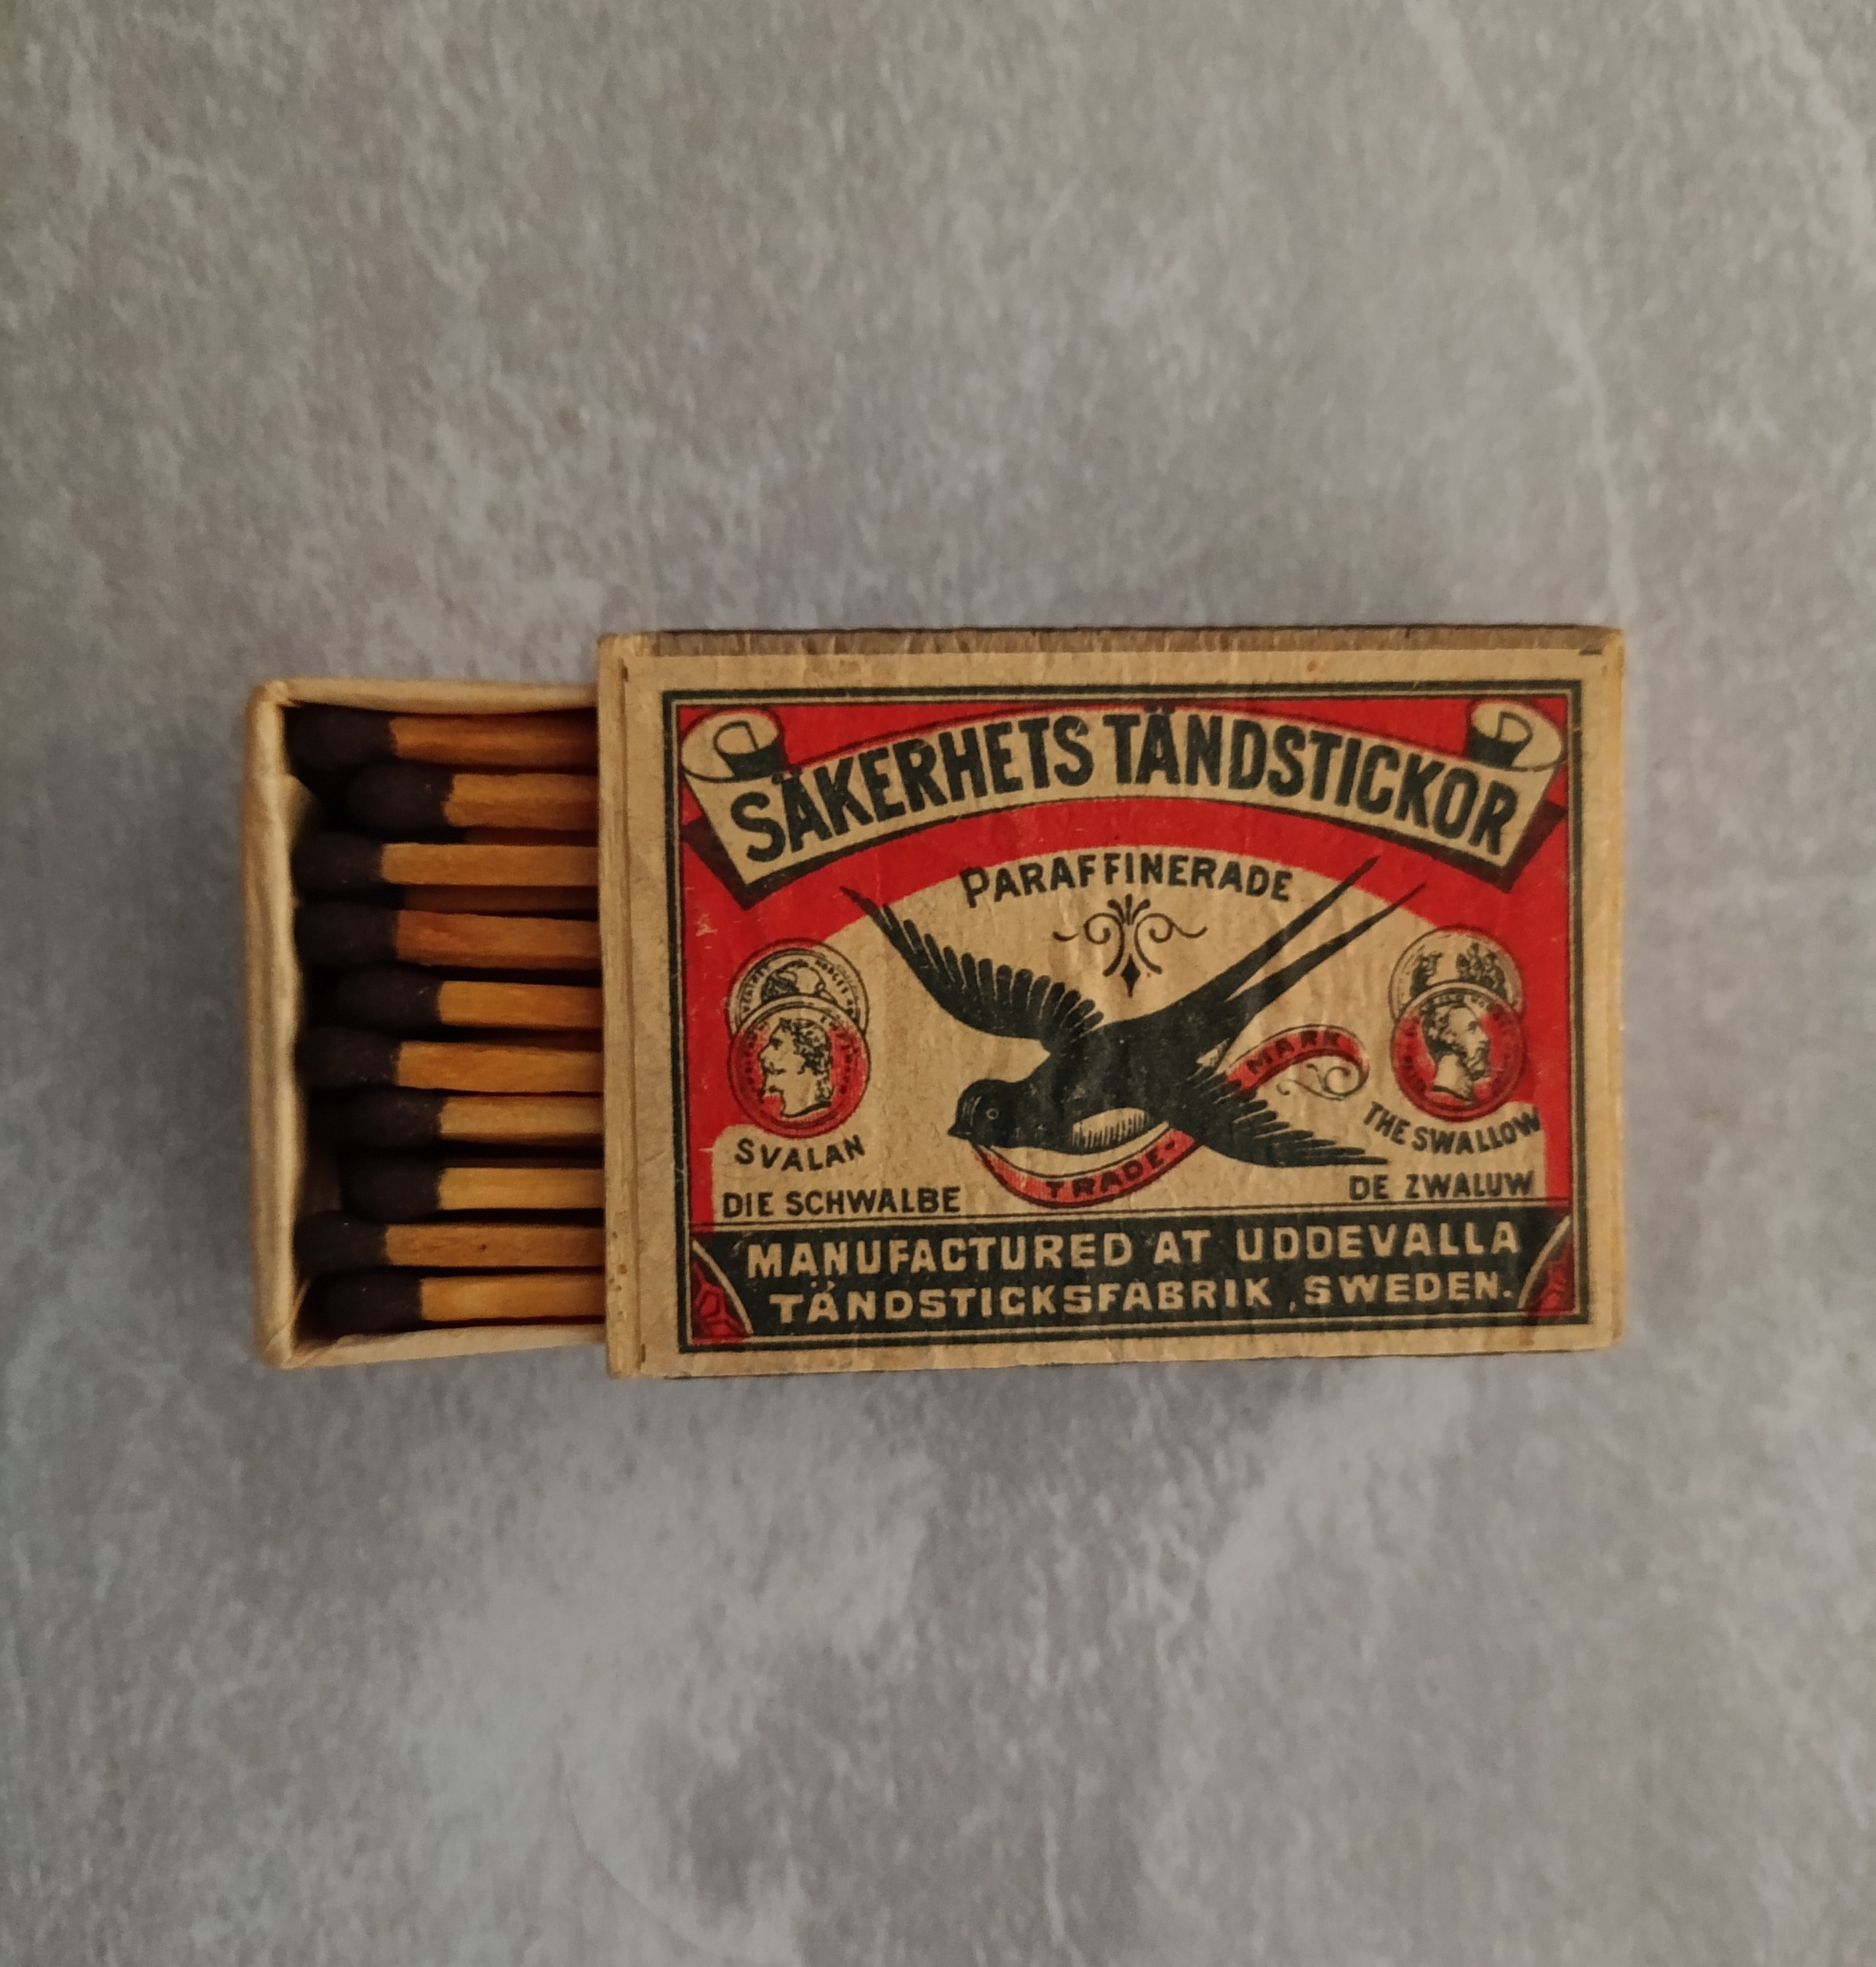 SÄKERHETS TÄNDSTICKOR
PARAFFINERADE
TRADE-MARK
SVALAN
THE SWALLOW
DIE SCHWALBE
DE ZWALUW
MANUFACTURED AT UDDEVALLA
TÄNDSTICKSFABRIK, SWEDEN.